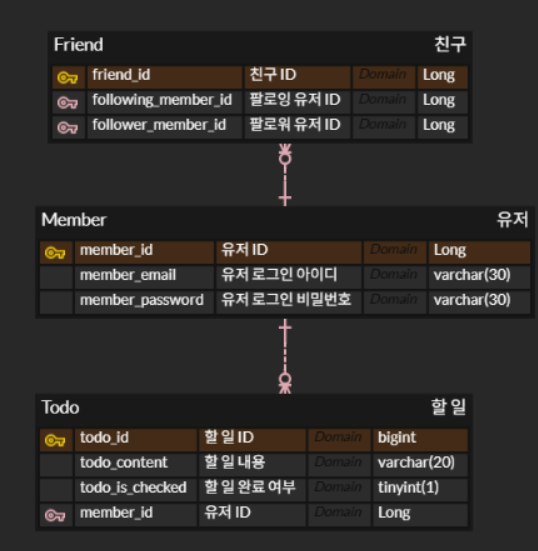 Friend 친구
friend_id 친구 ID Domain Long
following_member_id 팔로잉 유저 ID Domain Long
follower_member_id 팔로워 유저 ID Domain Long
Member 유저
member_id 유저 ID Domain Long
member_email 유저 로그인 아이디 Domain varchar(30)
member_password 유저 로그인 비밀번호 Domain varchar(30)
Todo 할 일
todo_id 할 일 ID Domain bigint
todo_content 할 일 내용 Domain varchar(20)
todo_is_checked 할 일 완료 여부 Domain tinyint(1)
member_id 유저 ID Domain Long